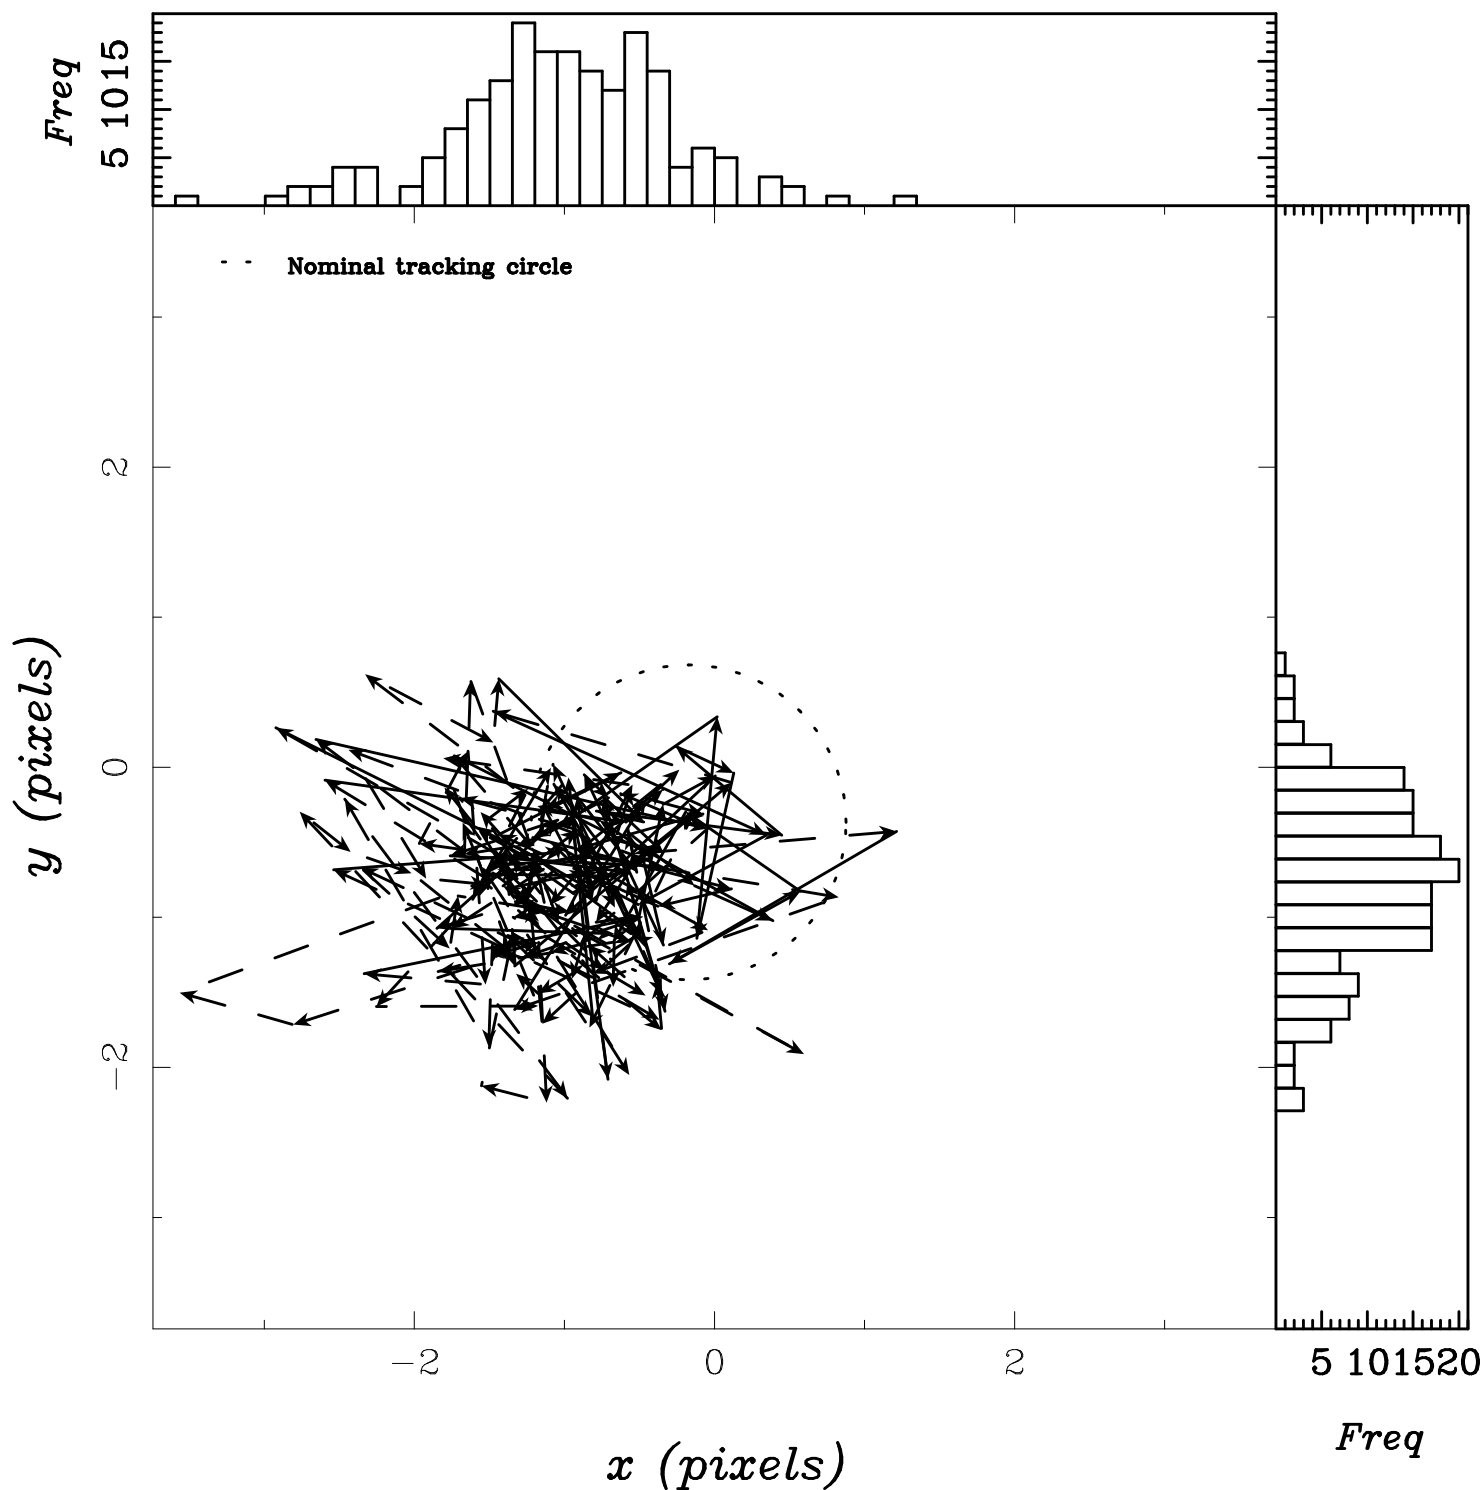 Freq
5 10 15
Nominal tracking circle
y (pixels)
2
0
−2
−2 0 2
5 10 15 20
x (pixels)
Freq